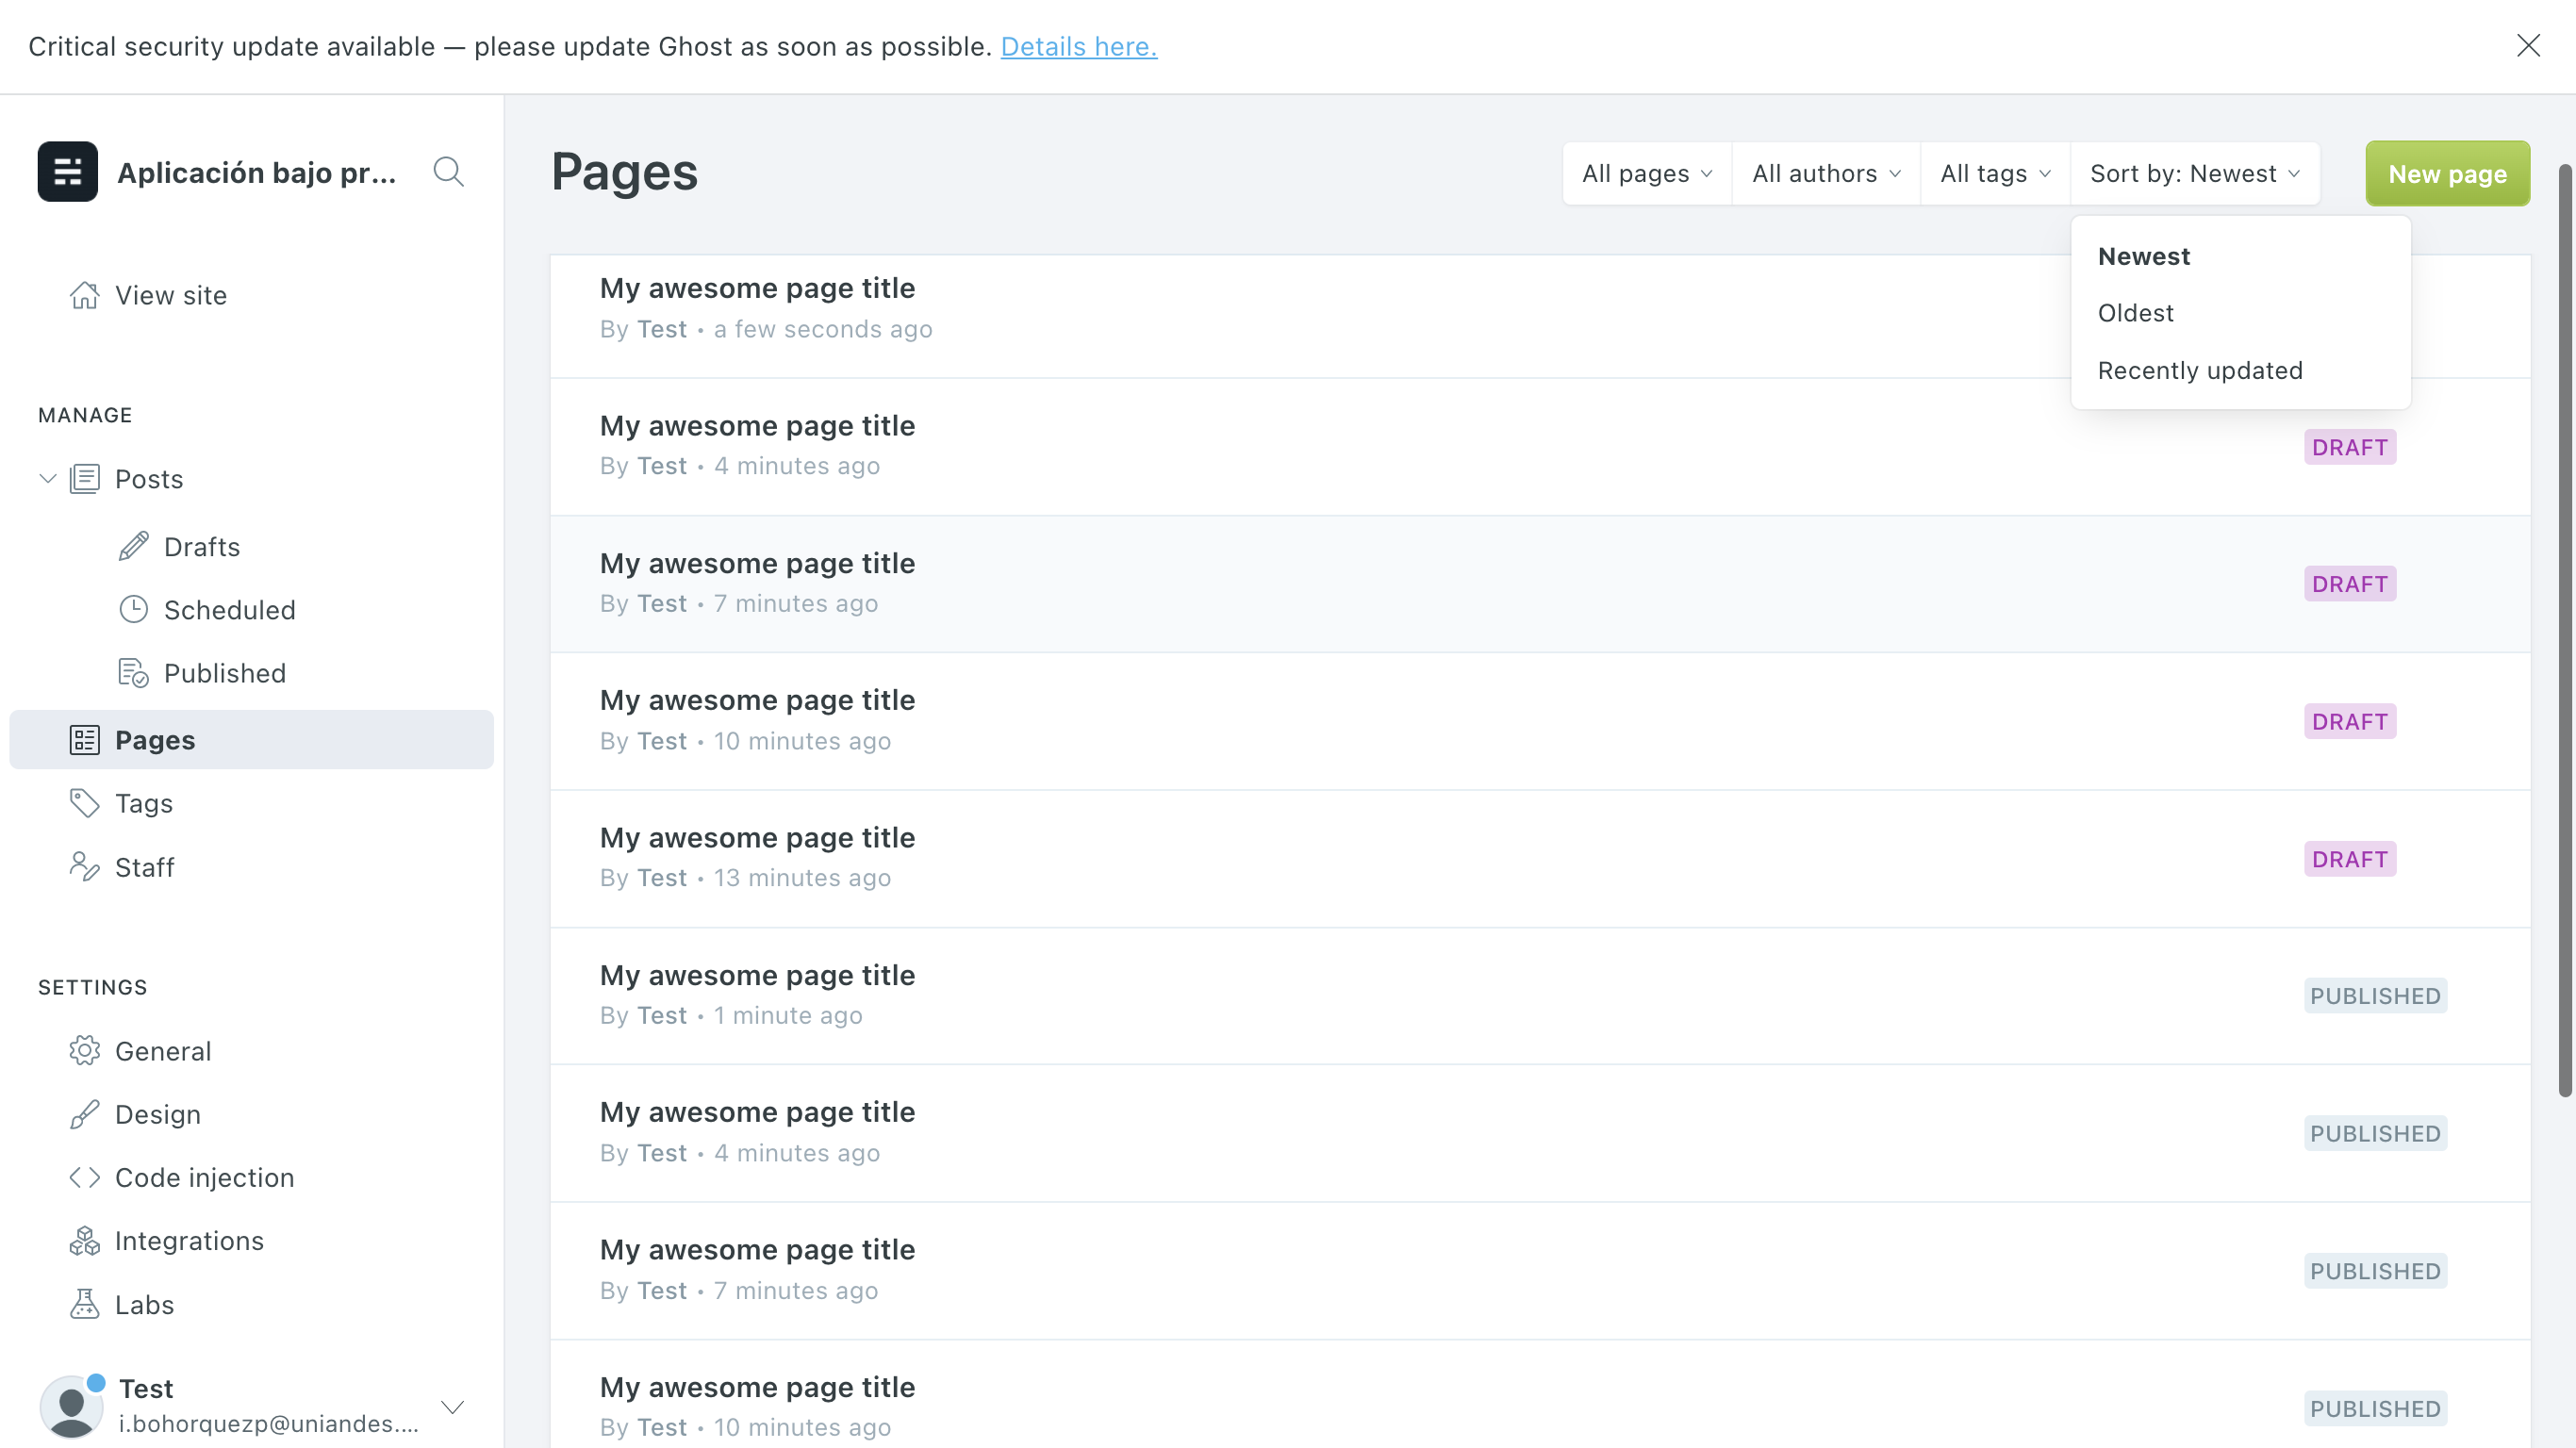 Critical security update available — please update Ghost as soon as possible. Details here.
Aplicación bajo pr...
View site
MANAGE
Posts
Drafts
Scheduled
Published
Pages
Tags
Staff
SETTINGS
General
Design
Code injection
Integrations
Labs
Test
i.bohorquezp@uniandes....
Pages
All pages
All authors
All tags
Sort by: Newest
New page
Newest
Oldest
Recently updated
My awesome page title
By Test • a few seconds ago
My awesome page title
By Test • 4 minutes ago
DRAFT
My awesome page title
By Test • 7 minutes ago
DRAFT
My awesome page title
By Test • 10 minutes ago
DRAFT
My awesome page title
By Test • 13 minutes ago
DRAFT
My awesome page title
By Test • 1 minute ago
PUBLISHED
My awesome page title
By Test • 4 minutes ago
PUBLISHED
My awesome page title
By Test • 7 minutes ago
PUBLISHED
My awesome page title
By Test • 10 minutes ago
PUBLISHED